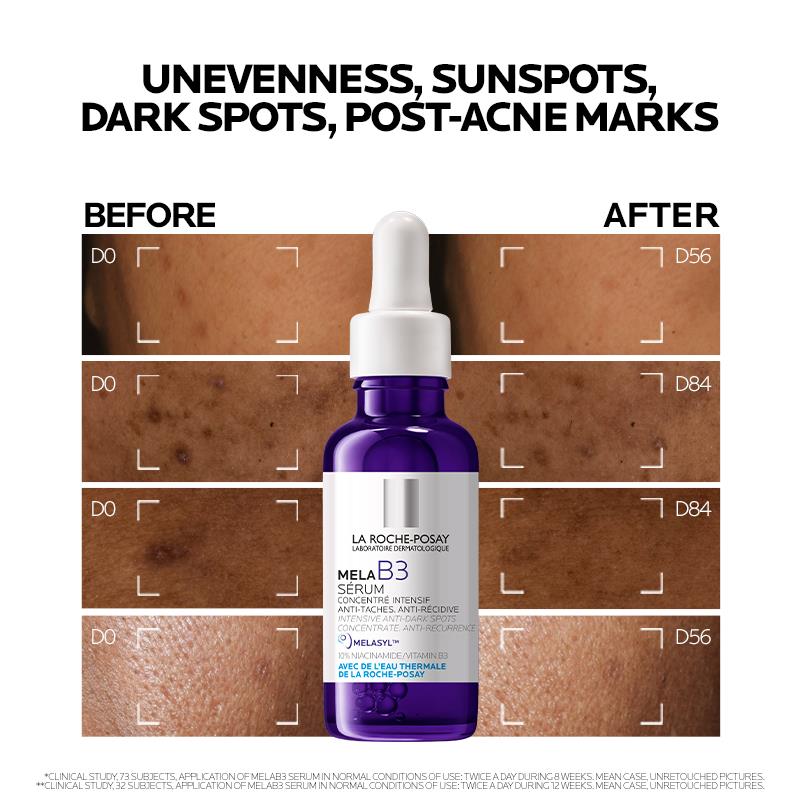 UNEVENNESS, SUNSPOTS,
DARK SPOTS, POST-ACNE MARKS
BEFORE
AFTER
D0
D56
D0
D84
D0
D84
D0
D56
LA ROCHE-POSAY
LABORATOIRE DERMATOLOGIQUE
MELA B3
SÉRUM
CONCENTRÉ INTENSIF
ANTI-TACHES, ANTI-RÉCIDIVE
INTENSIVE ANTI-DARK SPOTS
CONCENTRATE, ANTI-RECURRENCE
MELASYL™
10% NIACINAMIDE/VITAMIN B3
AVEC DE L'EAU THERMALE
DE LA ROCHE-POSAY
*CLINICAL STUDY, 73 SUBJECTS, APPLICATION OF MELAB3 SERUM IN NORMAL CONDITIONS OF USE: TWICE A DAY DURING 8 WEEKS. MEAN CASE, UNRETOUCHED PICTURES.
**CLINICAL STUDY, 32 SUBJECTS, APPLICATION OF MELAB3 SERUM IN NORMAL CONDITIONS OF USE: TWICE A DAY DURING 12 WEEKS. MEAN CASE, UNRETOUCHED PICTURES.